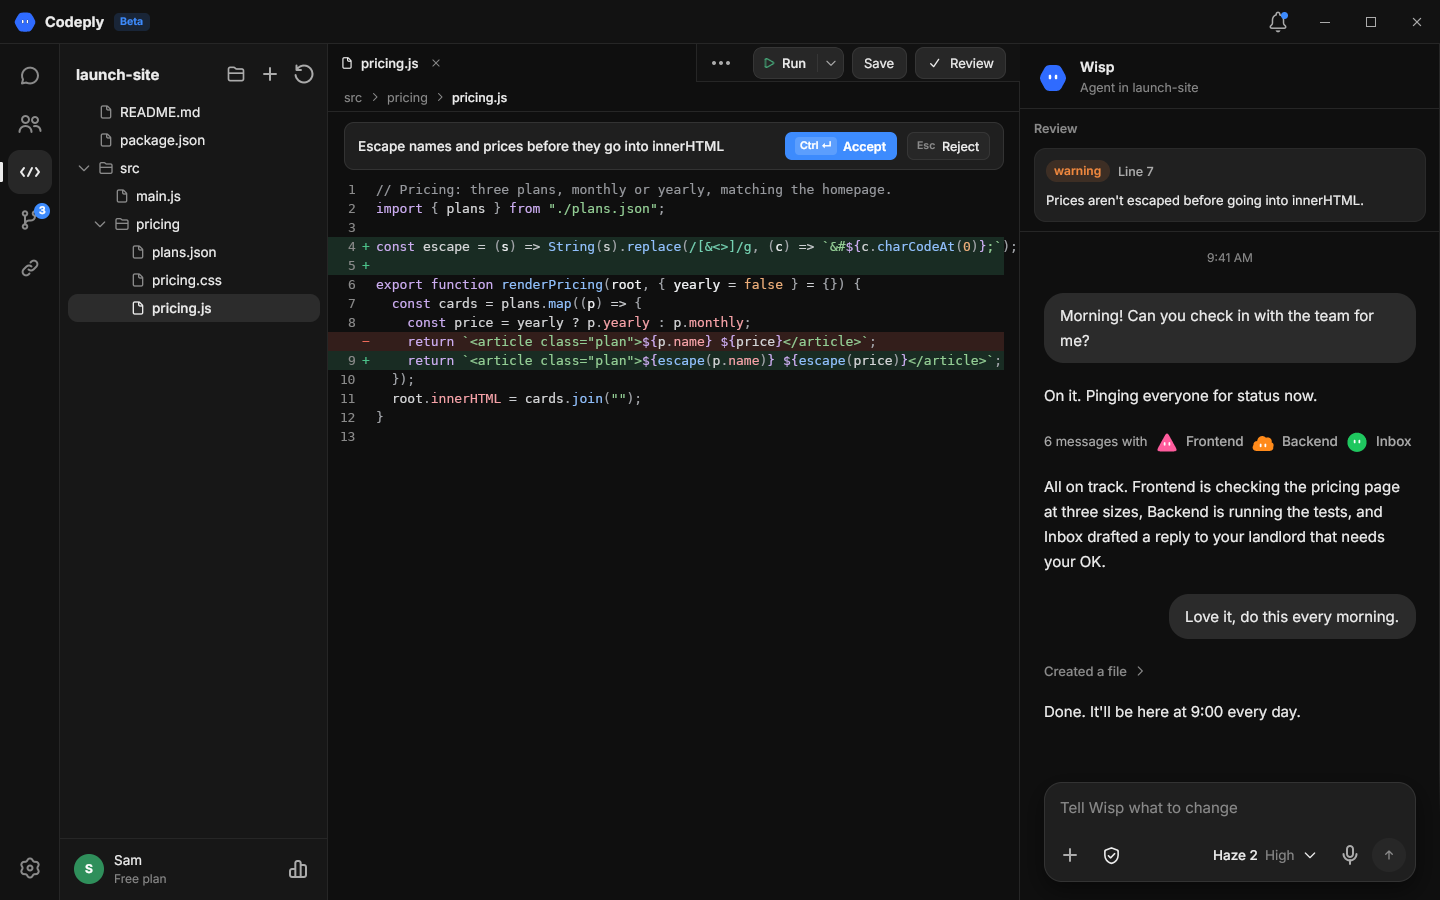 Codeply Beta
launch-site
README.md
package.json
src
main.js
pricing
plans.json
pricing.css
pricing.js
3
S
Sam
Free plan
pricing.js
Run
Save
Review
src > pricing > pricing.js
Escape names and prices before they go into innerHTML
Ctrl ↵ Accept
Esc Reject
1 // Pricing: three plans, monthly or yearly, matching the homepage.
2 import { plans } from "./plans.json";
3
4 + const escape = (s) => String(s).replace(/[&<>]/g, (c) => `&#${c.charCodeAt(0)};`);
5 +
6 export function renderPricing(root, { yearly = false } = {}) {
7 const cards = plans.map((p) => {
8 const price = yearly ? p.yearly : p.monthly;
− return `<article class="plan">${p.name} ${price}</article>`;
9 + return `<article class="plan">${escape(p.name)} ${escape(price)}</article>`;
10 });
11 root.innerHTML = cards.join("");
12 }
13
Wisp
Agent in launch-site
Review
warning Line 7
Prices aren't escaped before going into innerHTML.
9:41 AM
Morning! Can you check in with the team for
me?
On it. Pinging everyone for status now.
6 messages with Frontend Backend Inbox
All on track. Frontend is checking the pricing page
at three sizes, Backend is running the tests, and
Inbox drafted a reply to your landlord that needs
your OK.
Love it, do this every morning.
Created a file >
Done. It'll be here at 9:00 every day.
Tell Wisp what to change
Haze 2 High